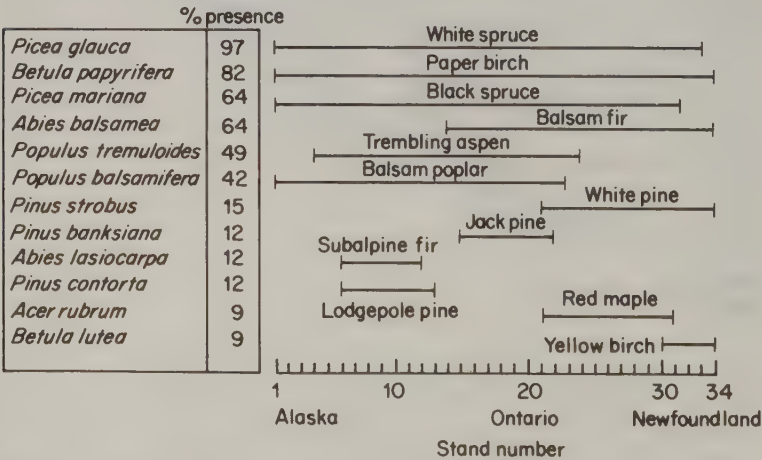 % presence
Picea glauca 97 White spruce
Betula papyrifera 82 Paper birch
Picea mariana 64 Black spruce
Abies balsamea 64 Balsam fir
Populus tremuloides 49 Trembling aspen
Populus balsamifera 42 Balsam poplar
Pinus strobus 15 White pine
Pinus banksiana 12 Jack pine
Abies lasiocarpa 12 Subalpine fir
Pinus contorta 12 Lodgepole pine
Acer rubrum 9 Red maple
Betula lutea 9 Yellow birch
1 10 20 30 34
Alaska Ontario Newfoundland
Stand number